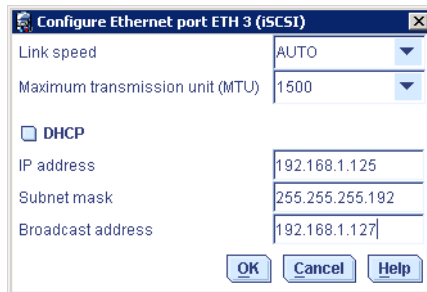 Configure Ethernet port ETH 3 (iSCSI)
Link speed AUTO
Maximum transmission unit (MTU) 1500
DHCP
IP address 192.168.1.125
Subnet mask 255.255.255.192
Broadcast address 192.168.1.127
OK Cancel Help